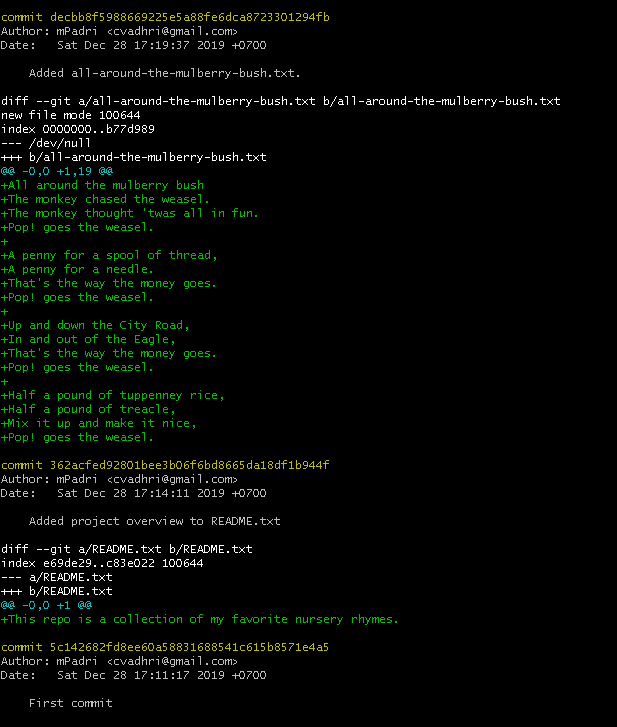 commit decbb8f5988669225e5a88fe6dca8723301294fb
Author: mPadri <cvadhri@gmail.com>
Date:   Sat Dec 28 17:19:37 2019 +0700

    Added all-around-the-mulberry-bush.txt.

diff --git a/all-around-the-mulberry-bush.txt b/all-around-the-mulberry-bush.txt
new file mode 100644
index 0000000..b77d989
--- /dev/null
+++ b/all-around-the-mulberry-bush.txt
@@ -0,0 +1,19 @@
+All around the mulberry bush
+The monkey chased the weasel.
+The monkey thought 'twas all in fun.
+Pop! goes the weasel.
+
+A penny for a spool of thread,
+A penny for a needle.
+That's the way the money goes.
+Pop! goes the weasel.
+
+Up and down the City Road,
+In and out of the Eagle,
+That's the way the money goes.
+Pop! goes the weasel.
+
+Half a pound of tuppenney rice,
+Half a pound of treacle,
+Mix it up and make it nice,
+Pop! goes the weasel.

commit 362acfed92801bee3b06f6bd8665da18df1b944f
Author: mPadri <cvadhri@gmail.com>
Date:   Sat Dec 28 17:14:11 2019 +0700

    Added project overview to README.txt

diff --git a/README.txt b/README.txt
index e69de29..c83e022 100644
--- a/README.txt
+++ b/README.txt
@@ -0,0 +1 @@
+This repo is a collection of my favorite nursery rhymes.

commit 5c142682fd8ee60a58831688541c615b8571e4a5
Author: mPadri <cvadhri@gmail.com>
Date:   Sat Dec 28 17:11:17 2019 +0700

    First commit